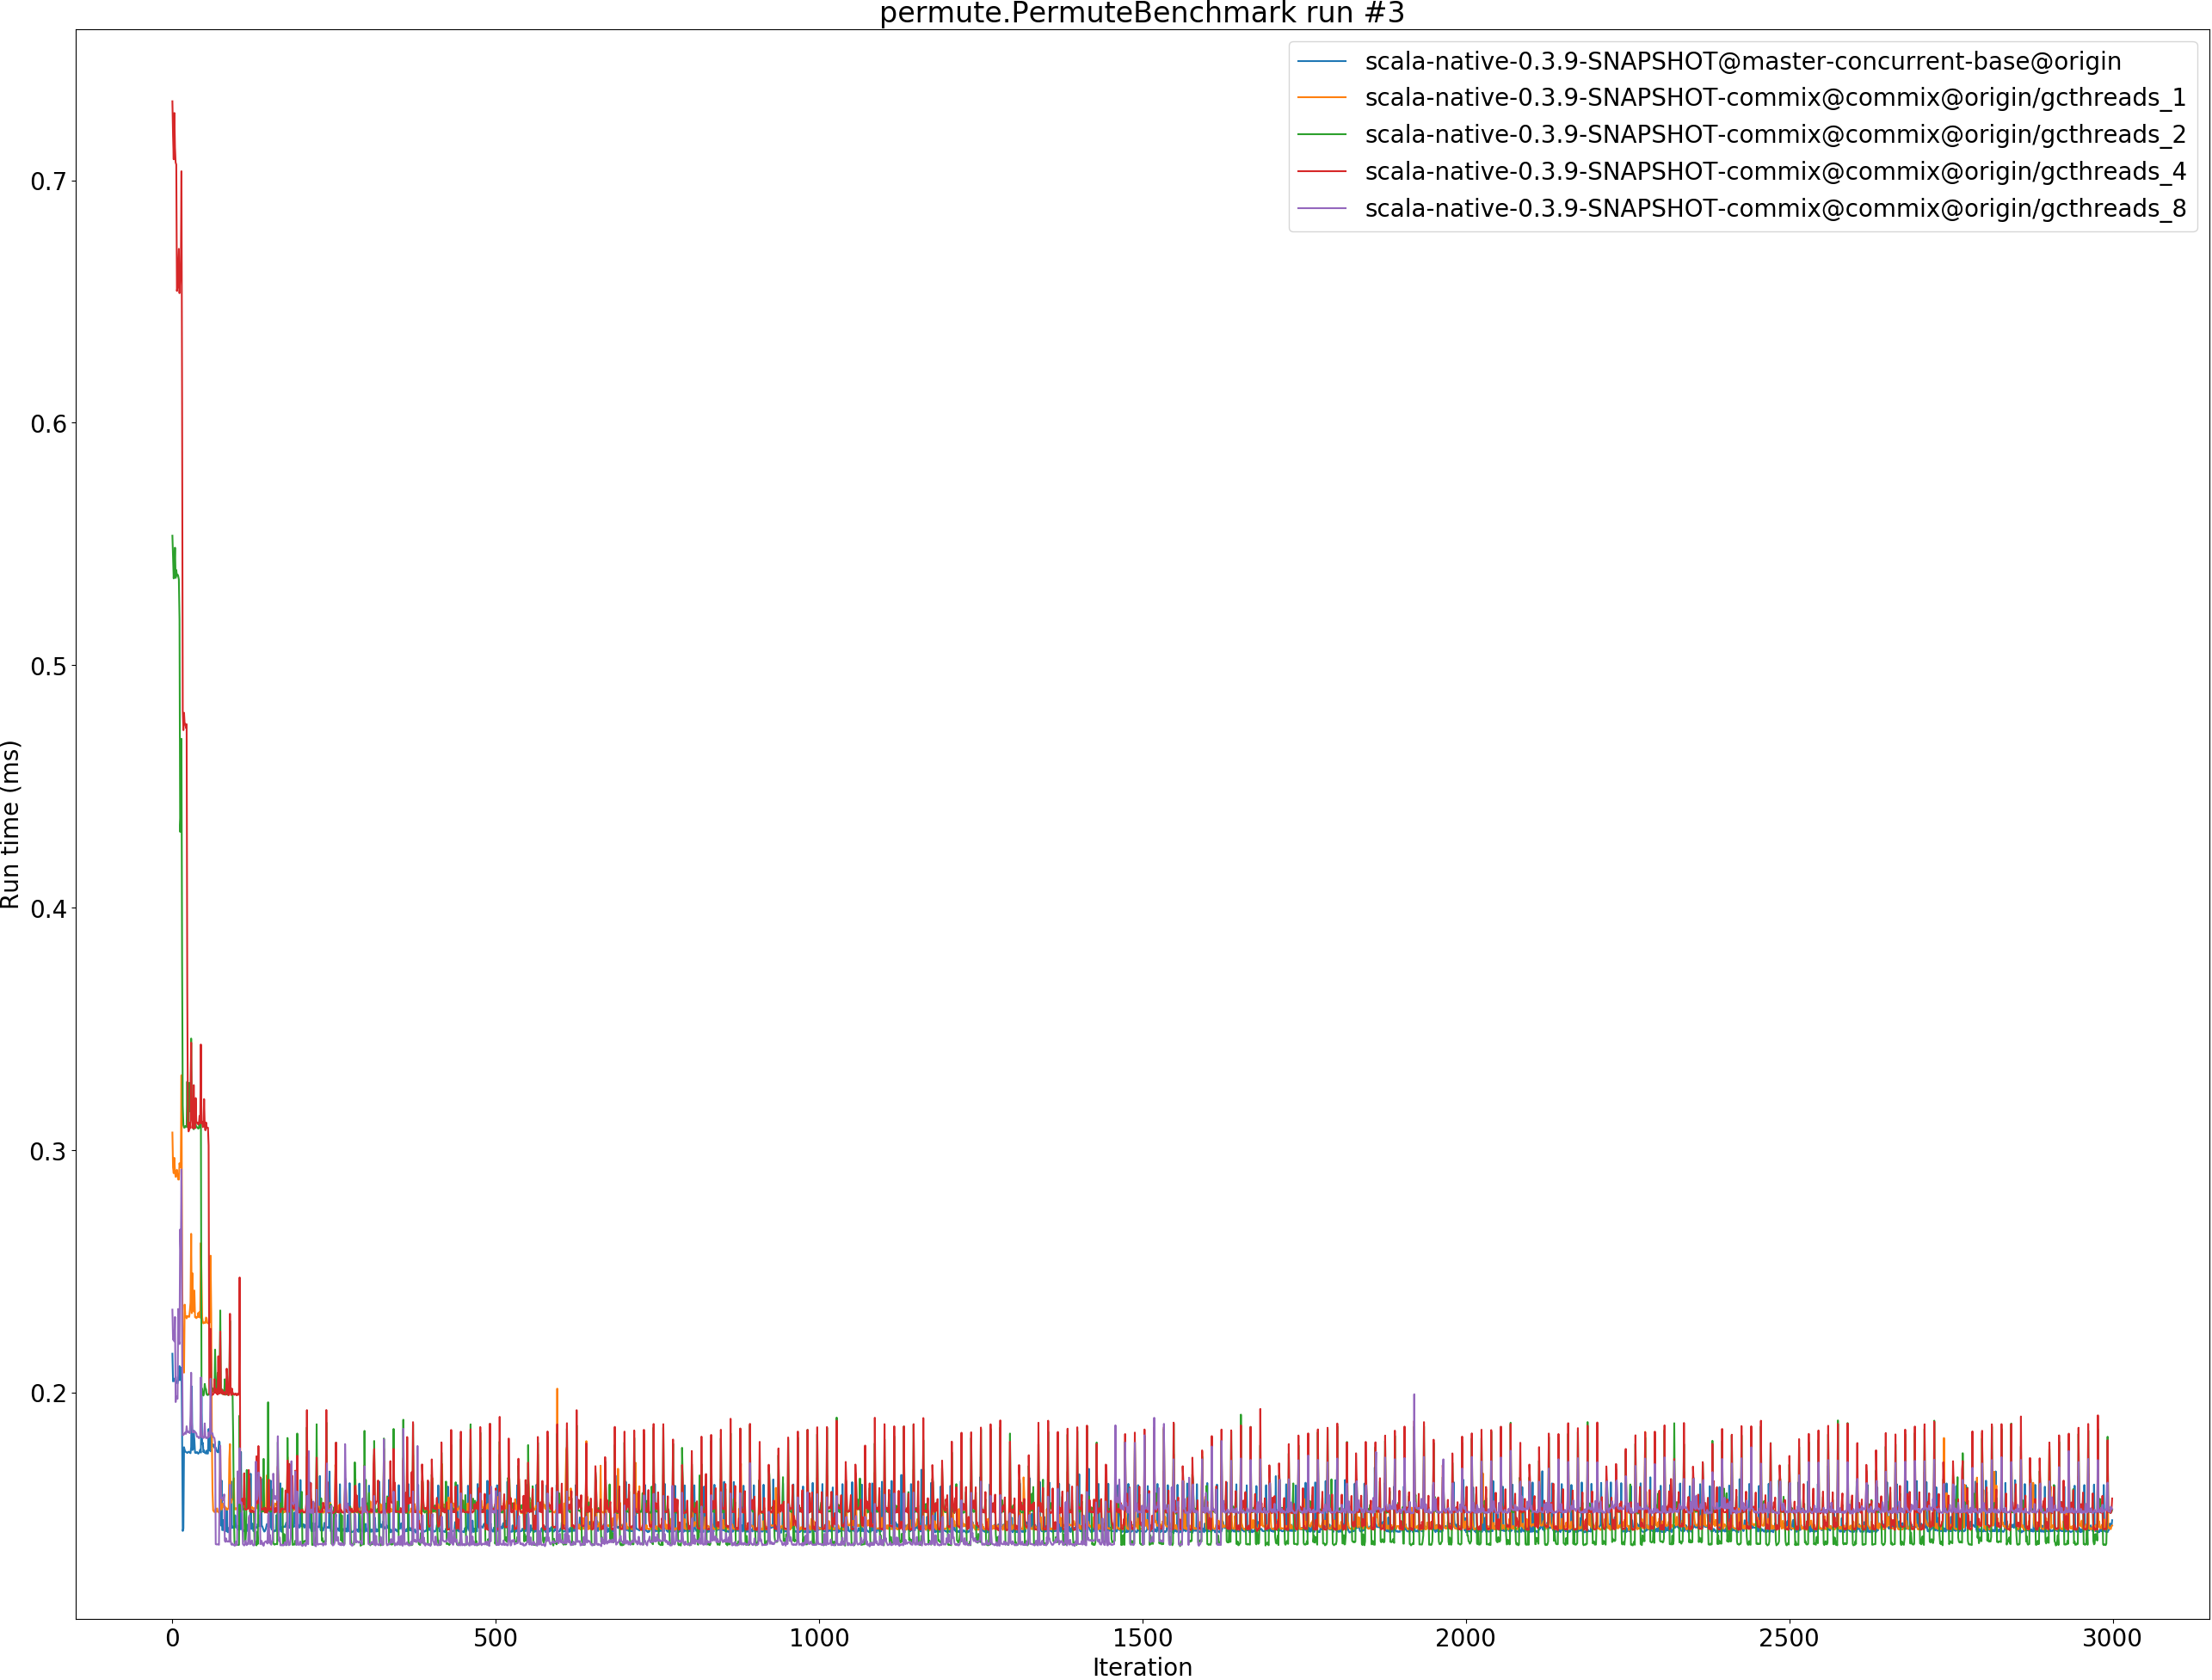 permute.PermuteBenchmark run #3
scala-native-0.3.9-SNAPSHOT@master-concurrent-base@origin
scala-native-0.3.9-SNAPSHOT-commix@commix@origin/gcthreads_1
scala-native-0.3.9-SNAPSHOT-commix@commix@origin/gcthreads_2
scala-native-0.3.9-SNAPSHOT-commix@commix@origin/gcthreads_4
scala-native-0.3.9-SNAPSHOT-commix@commix@origin/gcthreads_8
Run time (ms)
0.7
0.6
0.5
0.4
0.3
0.2
0 500 1000 1500 2000 2500 3000
Iteration